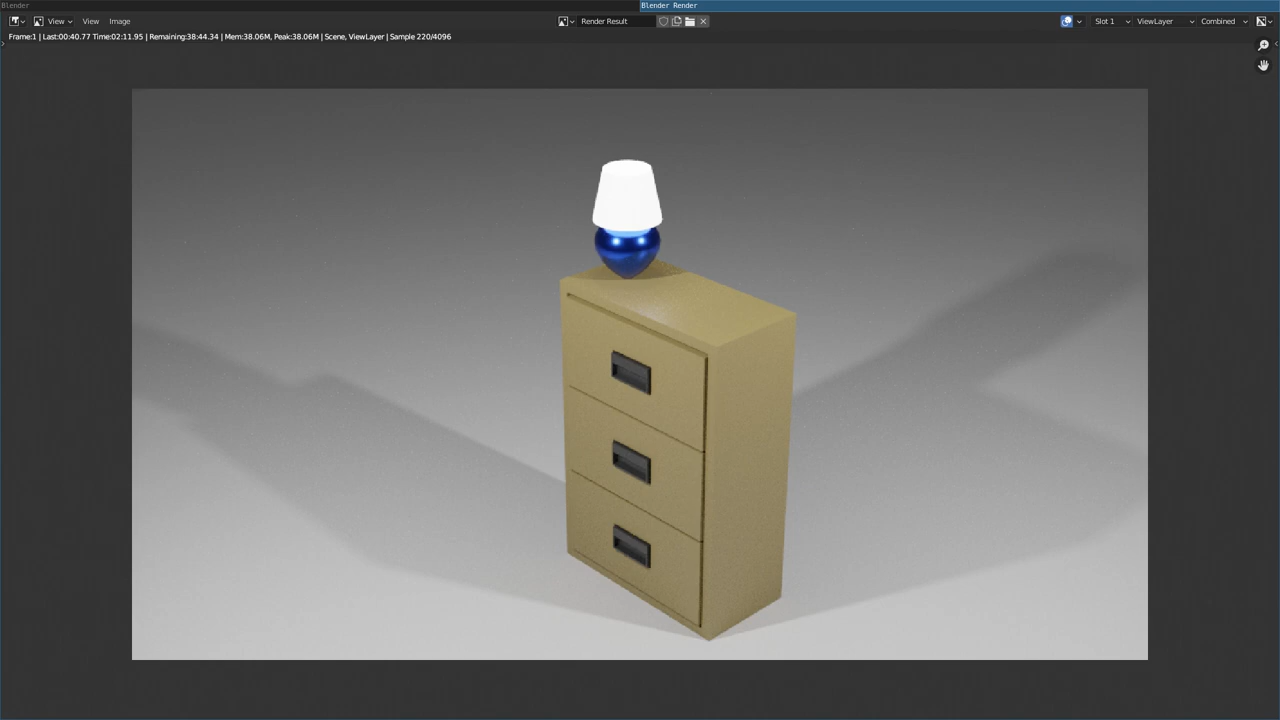 Blender
Blender Render
View View Image Render Result Slot 1 ViewLayer Combined
Frame:1 | Last:00:40.77 Time:02:11.95 | Remaining:38:44.34 | Mem:38.06M, Peak:38.06M | Scene, ViewLayer | Sample 220/4096